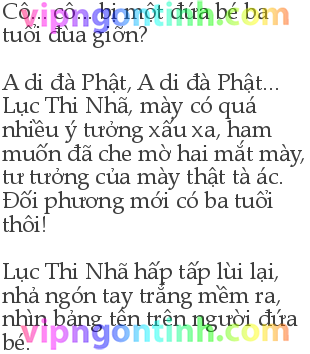 vipngontinh.com
Cô... cô... bị một đứa bé ba
tuổi đùa giỡn?
A di đà Phật, A di đà Phật...
Lục Thi Nhã, mày có quá
nhiều ý tưởng xấu xa, ham
muốn đã che mờ hai mắt mày,
tư tưởng của mày thật tà ác.
Đối phương mới có ba tuổi
thôi!
Lục Thi Nhã hấp tấp lùi lại,
nhả ngón tay trắng mềm ra,
nhìn bảng tên trên người đứa
bé.
vipngontinh.com